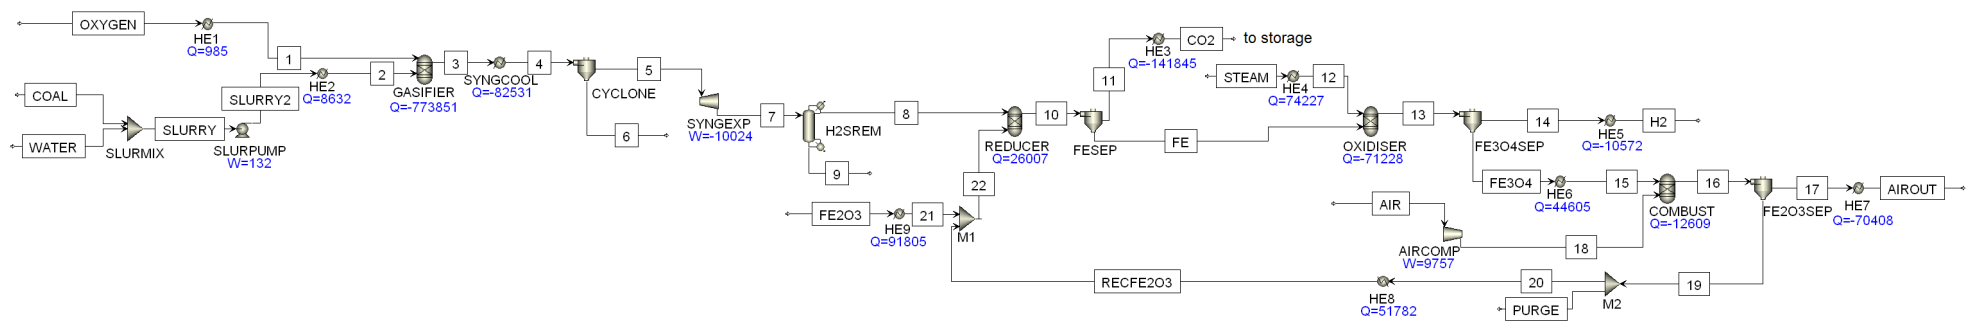 OXYGEN
HE1
Q=985
COAL
WATER
SLURMIX
SLURRY
SLURPUMP
W=132
SLURRY2
HE2
Q=8632
1
2
GASIFIER
Q=-773851
3
SYNGCOOL
Q=-82531
4
CYCLONE
5
6
SYNGEXP
W=-10024
7
H2SREM
8
9
FE2O3
HE9
Q=91805
21
M1
22
REDUCER
Q=26007
10
FESEP
11
HE3
Q=-141845
CO2
to storage
FE
STEAM
HE4
Q=74227
12
OXIDISER
Q=-71228
13
FE3O4SEP
14
HE5
Q=-10572
H2
FE3O4
HE6
Q=44605
15
AIR
AIRCOMP
W=9757
18
COMBUST
Q=-12609
16
FE2O3SEP
17
HE7
Q=-70408
AIROUT
19
M2
PURGE
20
HE8
Q=51782
RECFE2O3